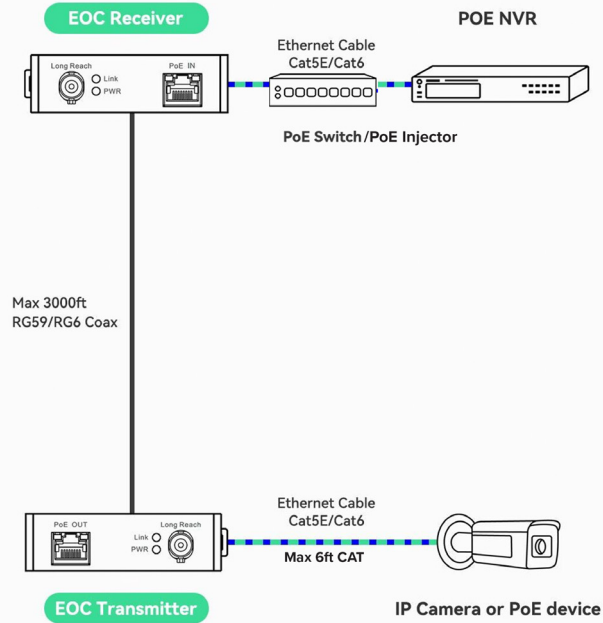 EOC Receiver
POE NVR
Ethernet Cable
Cat5E/Cat6
Long Reach
Link
PWR
PoE IN
PoE Switch/PoE Injector
Max 3000ft
RG59/RG6 Coax
Ethernet Cable
Cat5E/Cat6
PoE OUT
Link
PWR
Long Reach
Max 6ft CAT
EOC Transmitter
IP Camera or PoE device